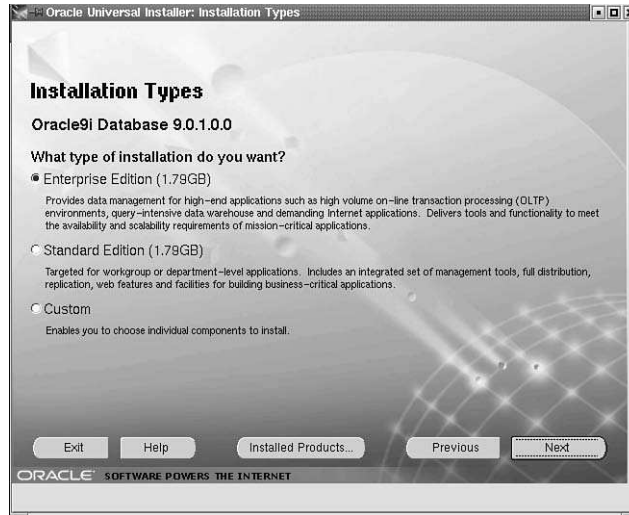 Oracle Universal Installer: Installation Types
Installation Types
Oracle9i Database 9.0.1.0.0
What type of installation do you want?
Enterprise Edition (1.79GB)
Provides data management for high-end applications such as high volume on-line transaction processing (OLTP)
environments, query-intensive data warehouse and demanding Internet applications. Delivers tools and functionality to meet
the availability and scalability requirements of mission-critical applications.
Standard Edition (1.79GB)
Targeted for workgroup or department-level applications. Includes an integrated set of management tools, full distribution,
replication, web features and facilities for building business-critical applications.
Custom
Enables you to choose individual components to install.
Exit Help Installed Products... Previous Next
ORACLE SOFTWARE POWERS THE INTERNET